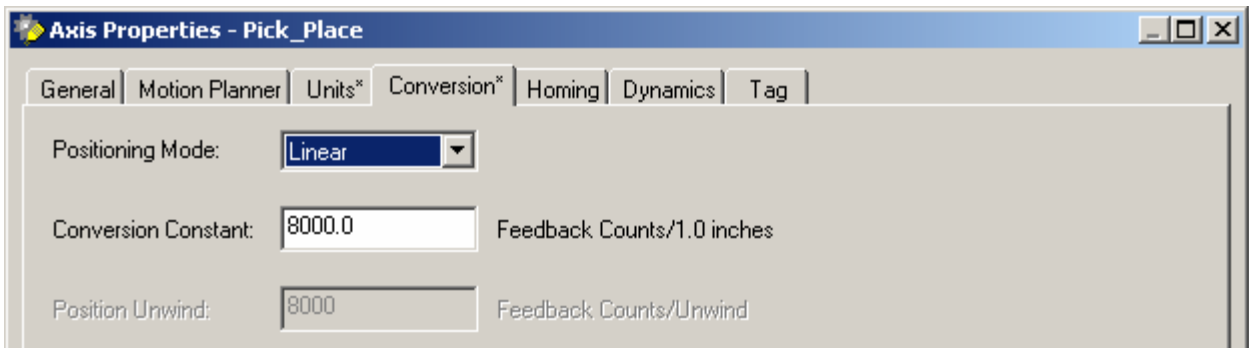 Axis Properties - Pick_Place
General Motion Planner Units* Conversion* Homing Dynamics Tag
Positioning Mode: Linear
Conversion Constant: 8000.0 Feedback Counts/1.0 inches
Position Unwind: 8000 Feedback Counts/Unwind